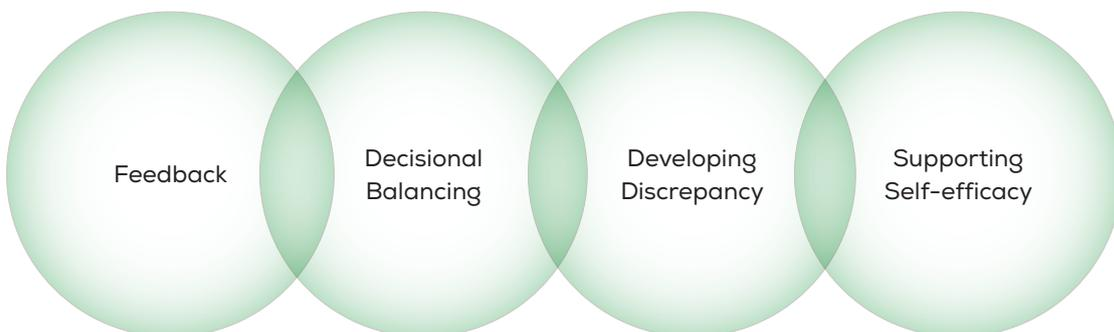 Feedback
Decisional
Balancing
Developing
Discrepancy
Supporting
Self-efficacy